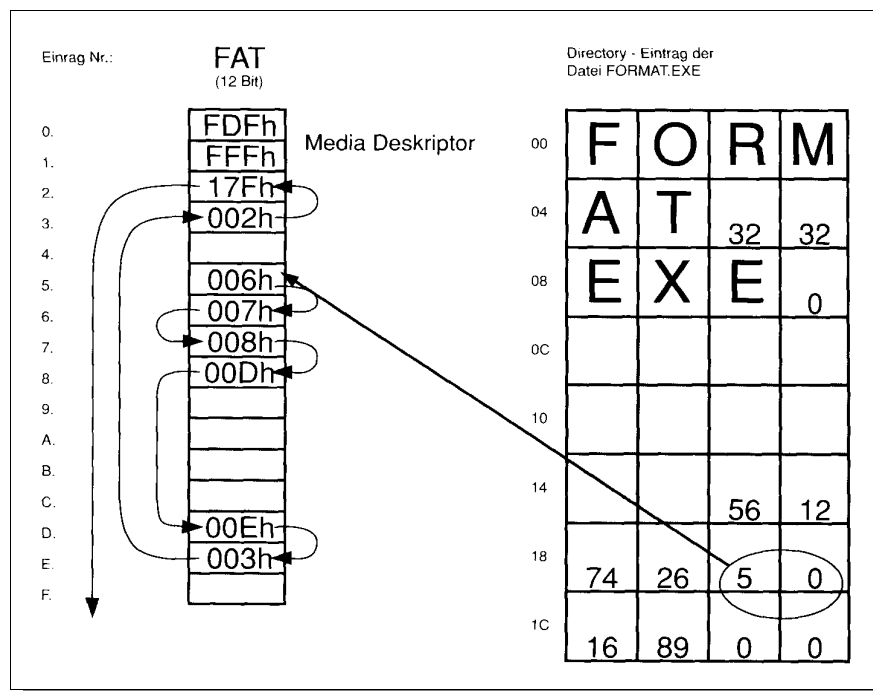 Einrag Nr.:
FAT
(12 Bit)
0. FDFh
1. FFFh
2. 17Fh
3. 002h
4.
5. 006h
6. 007h
7. 008h
8. 00Dh
9.
A.
B.
C.
D. 00Eh
E. 003h
F.
Media Deskriptor
Directory - Eintrag der
Datei FORMAT.EXE
00 F O R M
04 A T 32 32
08 E X E 0
0C
10
14 56 12
18 74 26 5 0
1C 16 89 0 0